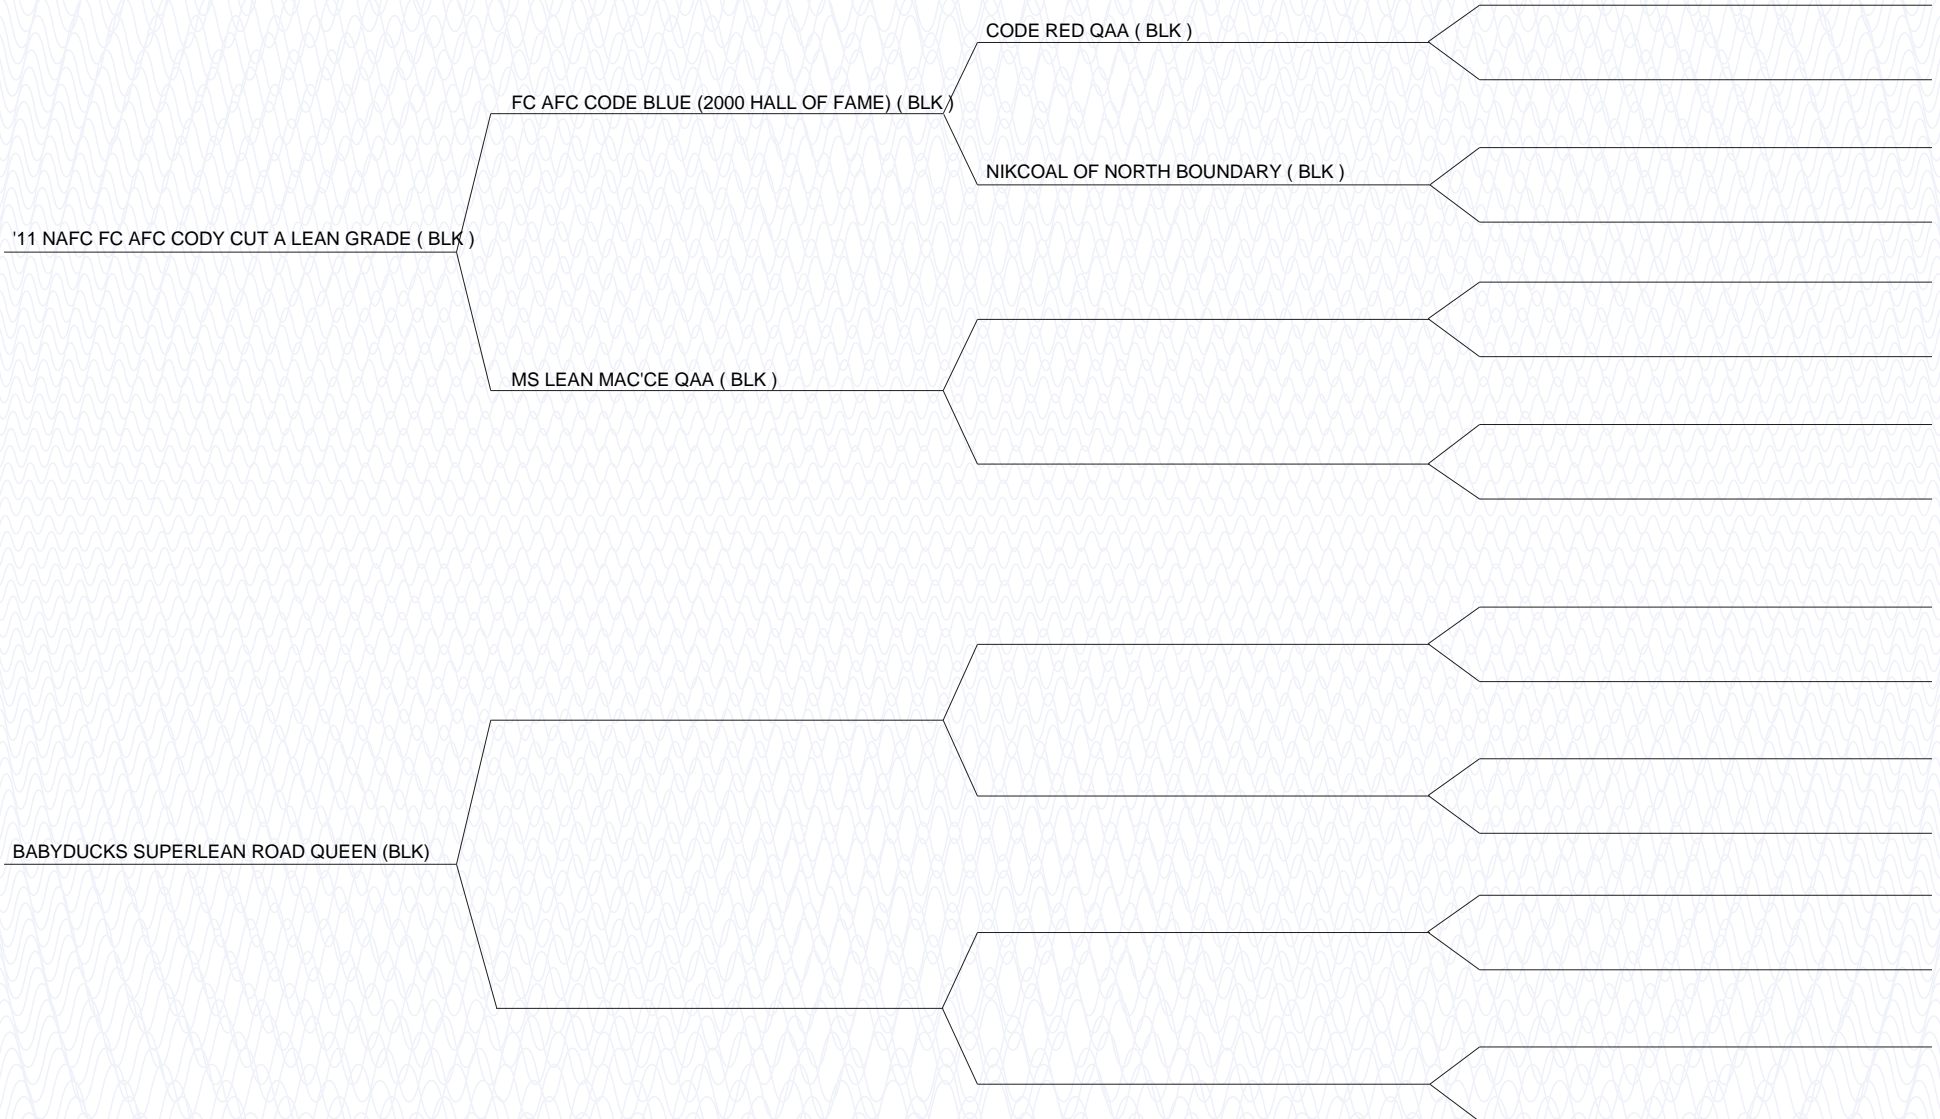 CODE RED QAA ( BLK )
FC AFC CODE BLUE (2000 HALL OF FAME) ( BLK )
NIKCOAL OF NORTH BOUNDARY ( BLK )
'11 NAFC FC AFC CODY CUT A LEAN GRADE ( BLK )
MS LEAN MAC'CE QAA ( BLK )
BABYDUCKS SUPERLEAN ROAD QUEEN (BLK)